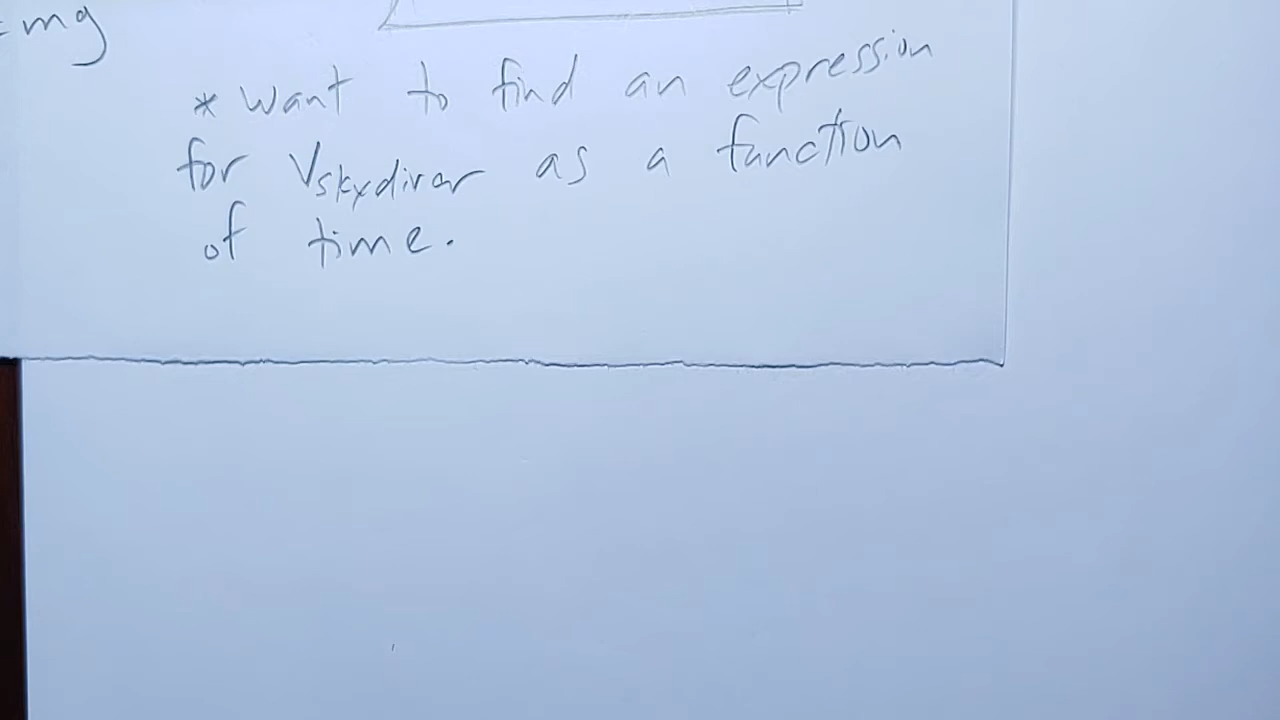 = mg
* Want to find an expression
for Vskydiver as a function
of time.